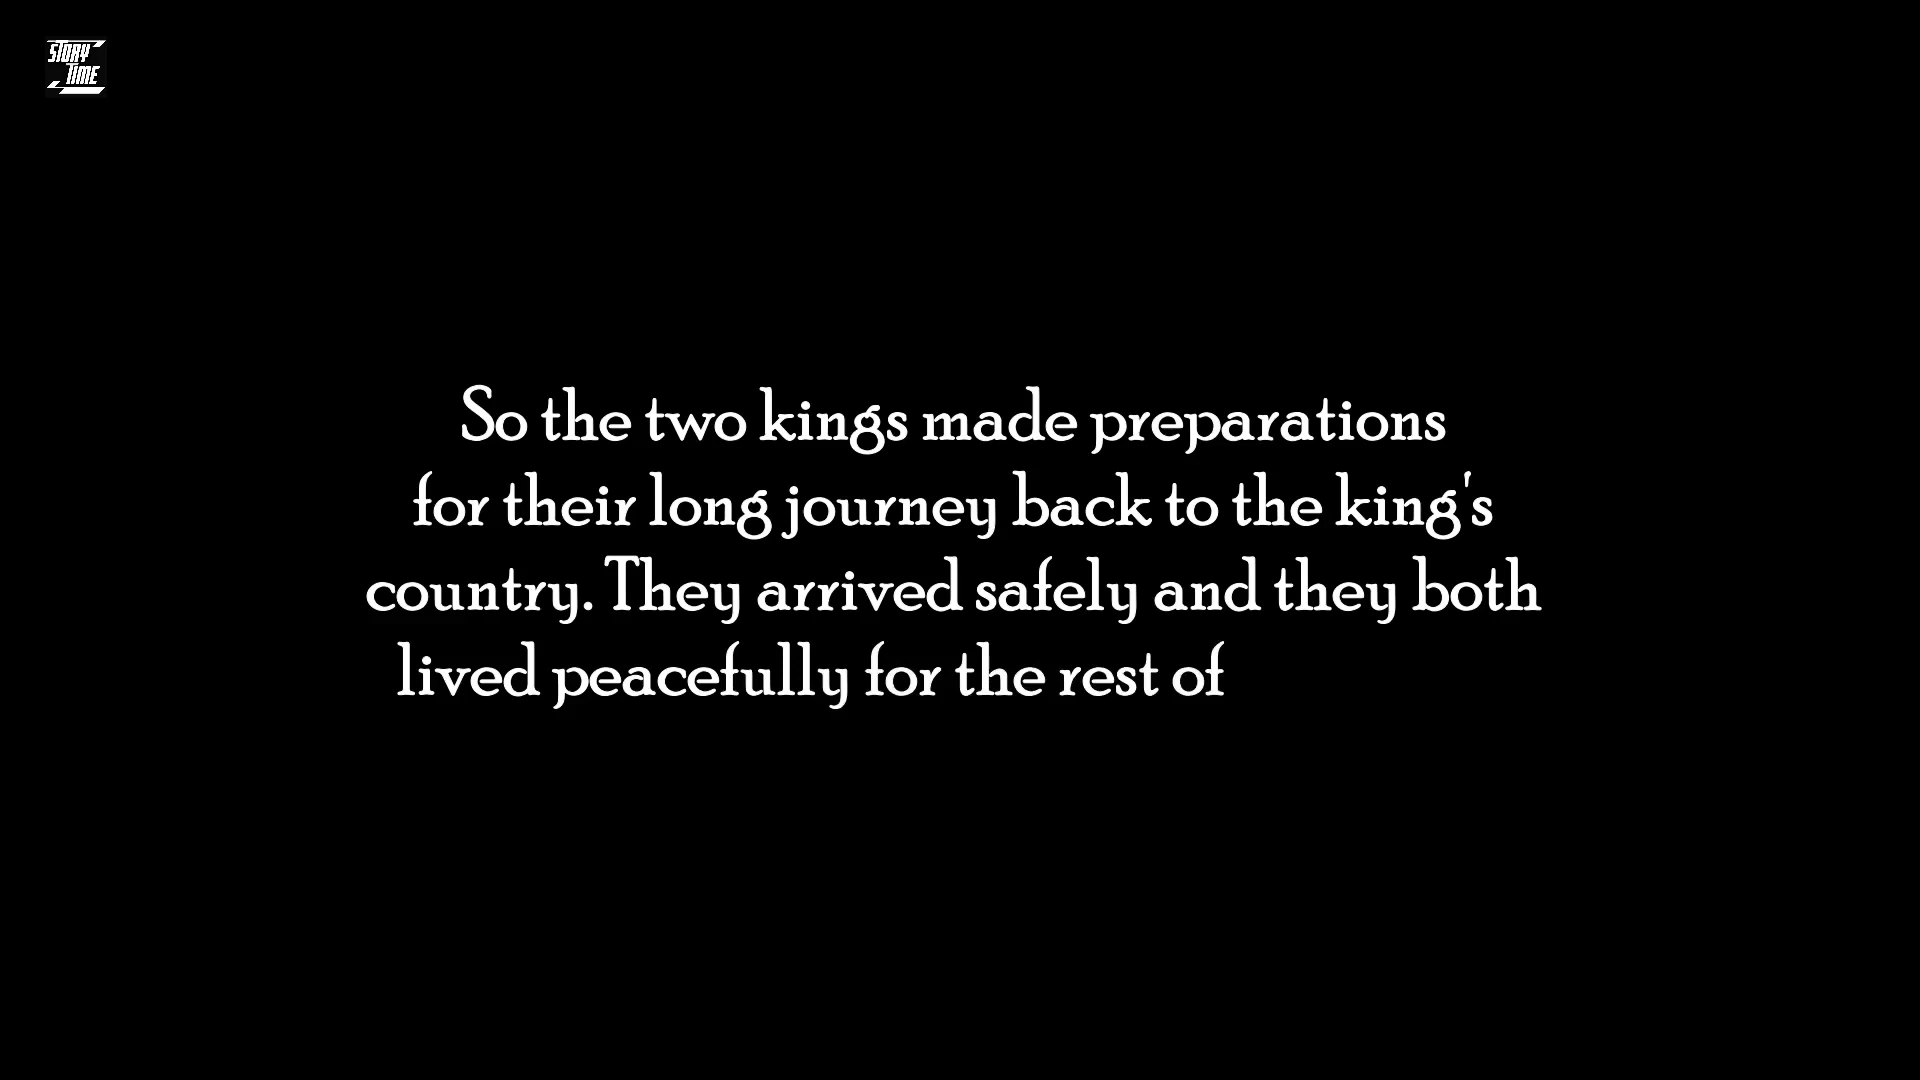 STORY
TIME
So the two kings made preparations
for their long journey back to the king's
country. They arrived safely and they both
lived peacefully for the rest of